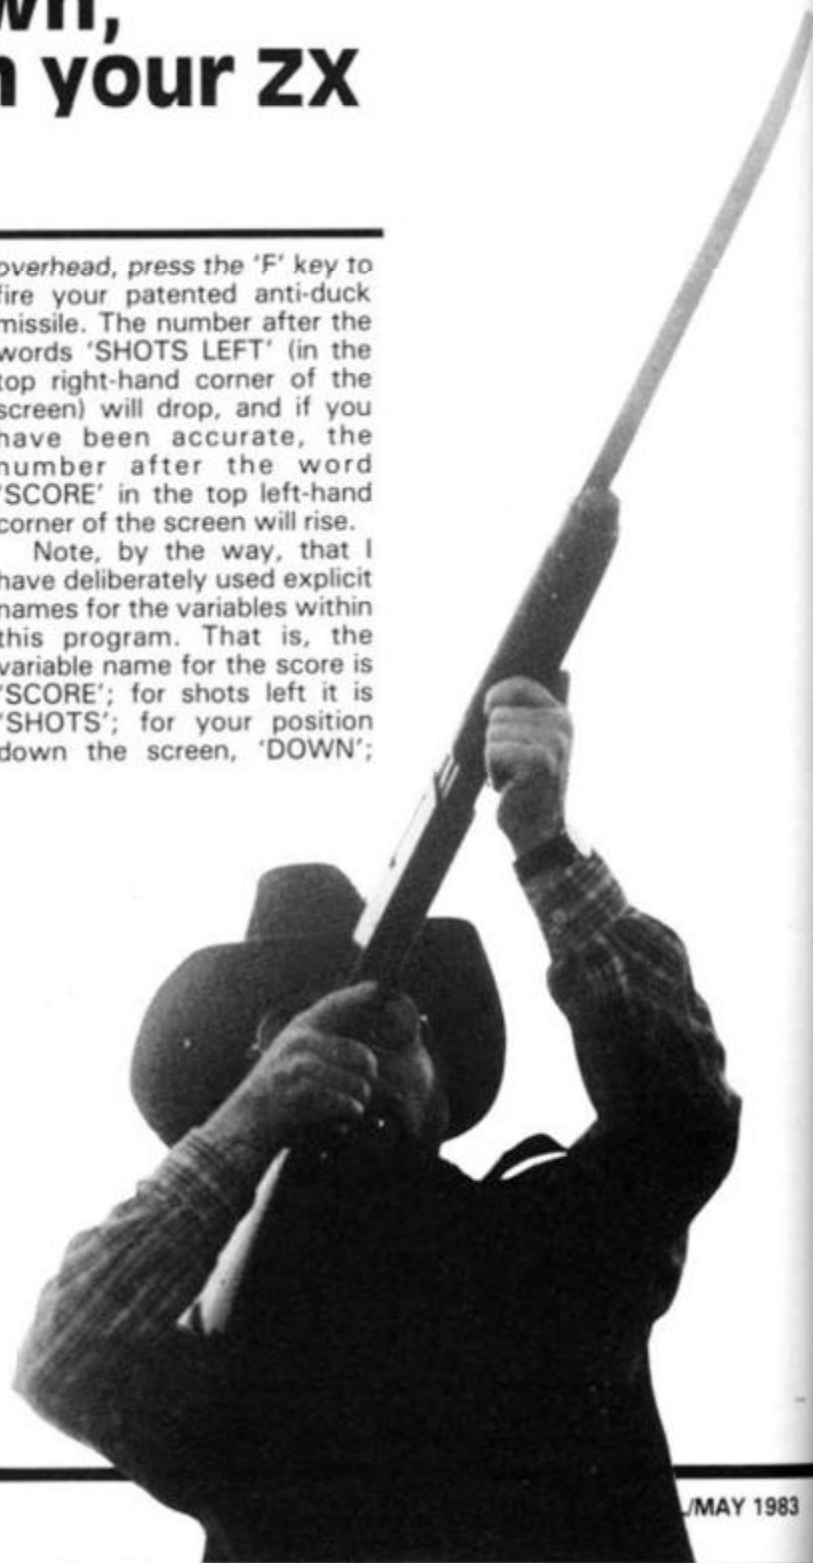 wn,
n your ZX
overhead, press the 'F' key to
fire your patented anti-duck
missile. The number after the
words 'SHOTS LEFT' (in the
top right-hand corner of the
screen) will drop, and if you
have been accurate, the
number after the word
'SCORE' in the top left-hand
corner of the screen will rise.
Note, by the way, that I
have deliberately used explicit
names for the variables within
this program. That is, the
variable name for the score is
'SCORE'; for shots left it is
'SHOTS'; for your position
down the screen, 'DOWN';
/MAY 1983